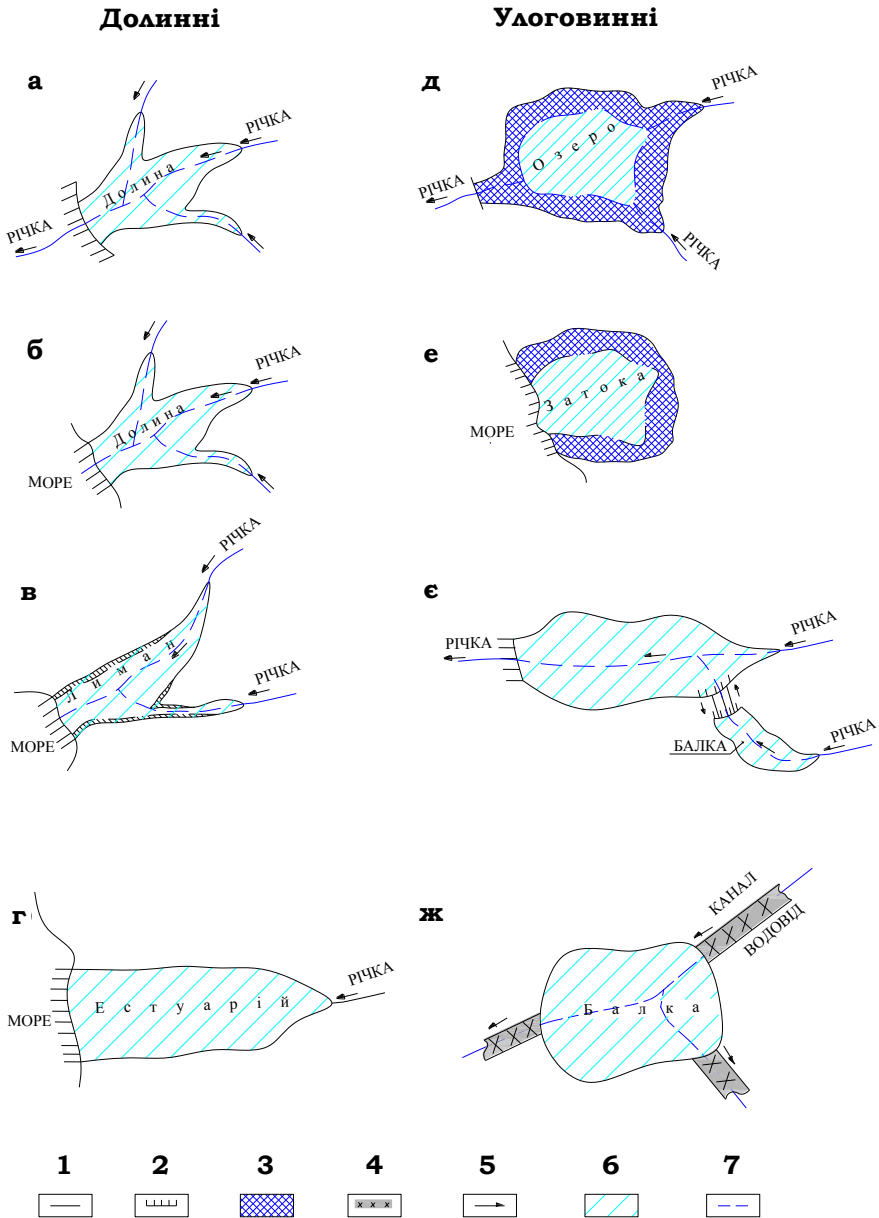 Долинні
Улоговинні
а
РІЧКА
Долина
РІЧКА
д
РІЧКА
Озеро
РІЧКА
РІЧКА
б
РІЧКА
Долина
МОРЕ
е
Затока
МОРЕ
в
РІЧКА
Лиман
РІЧКА
МОРЕ
є
РІЧКА
РІЧКА
БАЛКА
РІЧКА
г
Естуарій
РІЧКА
МОРЕ
ж
КАНАЛ
ВОДОВІД
Балка
1 2 3 4 5 6 7